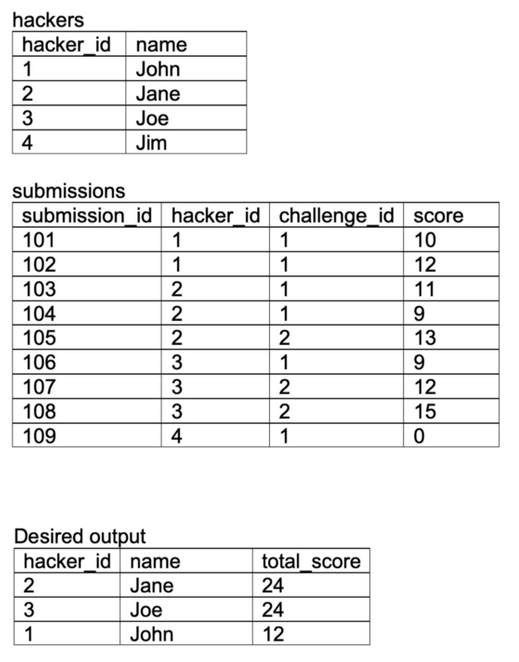 hackers
hacker_id name
1 John
2 Jane
3 Joe
4 Jim
submissions
submission_id hacker_id challenge_id score
101 1 1 10
102 1 1 12
103 2 1 11
104 2 1 9
105 2 2 13
106 3 1 9
107 3 2 12
108 3 2 15
109 4 1 0
Desired output
hacker_id name total_score
2 Jane 24
3 Joe 24
1 John 12